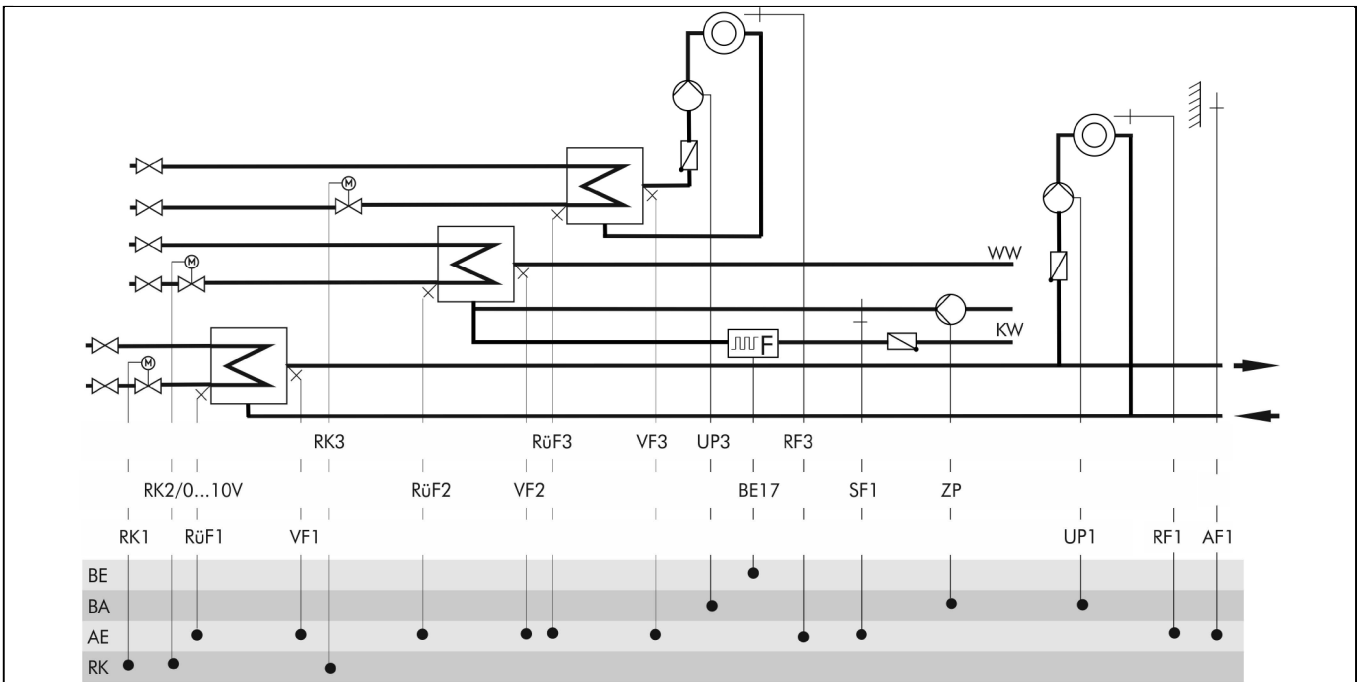 M
M
M
WW
KW
F
RK3 RüF3 VF3 UP3 RF3
RK2/0...10V RüF2 VF2 BE17 SF1 ZP
RK1 RüF1 VF1 UP1 RF1 AF1
BE
BA
AE
RK